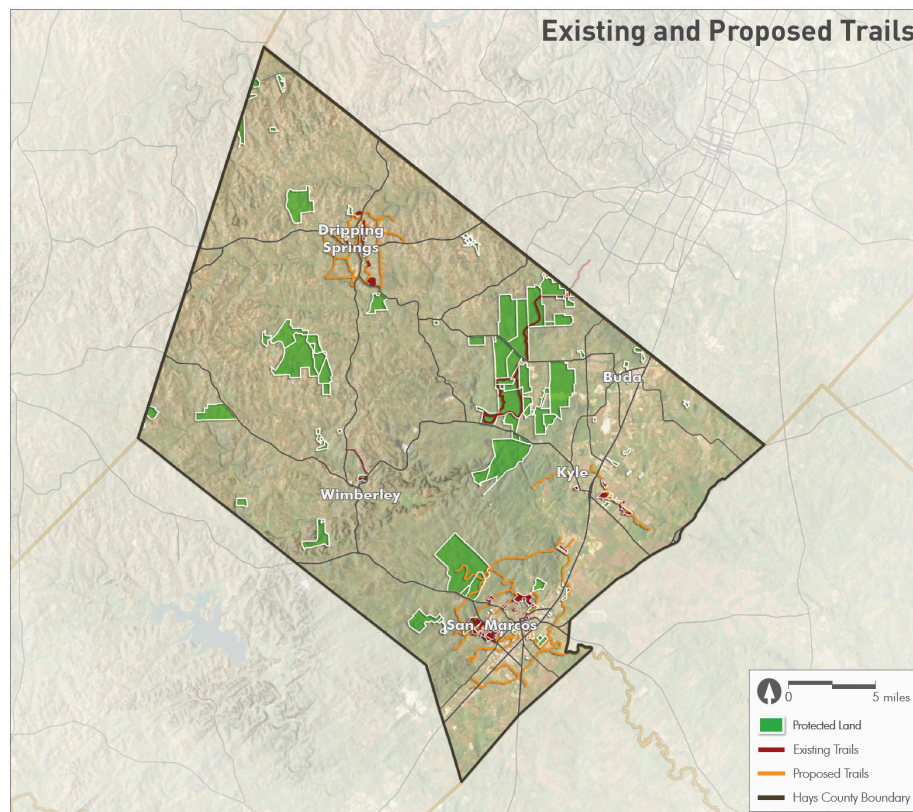 Existing and Proposed Trails
Dripping
Springs
Buda
Kyle
Wimberley
San Marcos
0
5 miles
Protected Land
Existing Trails
Proposed Trails
Hays County Boundary